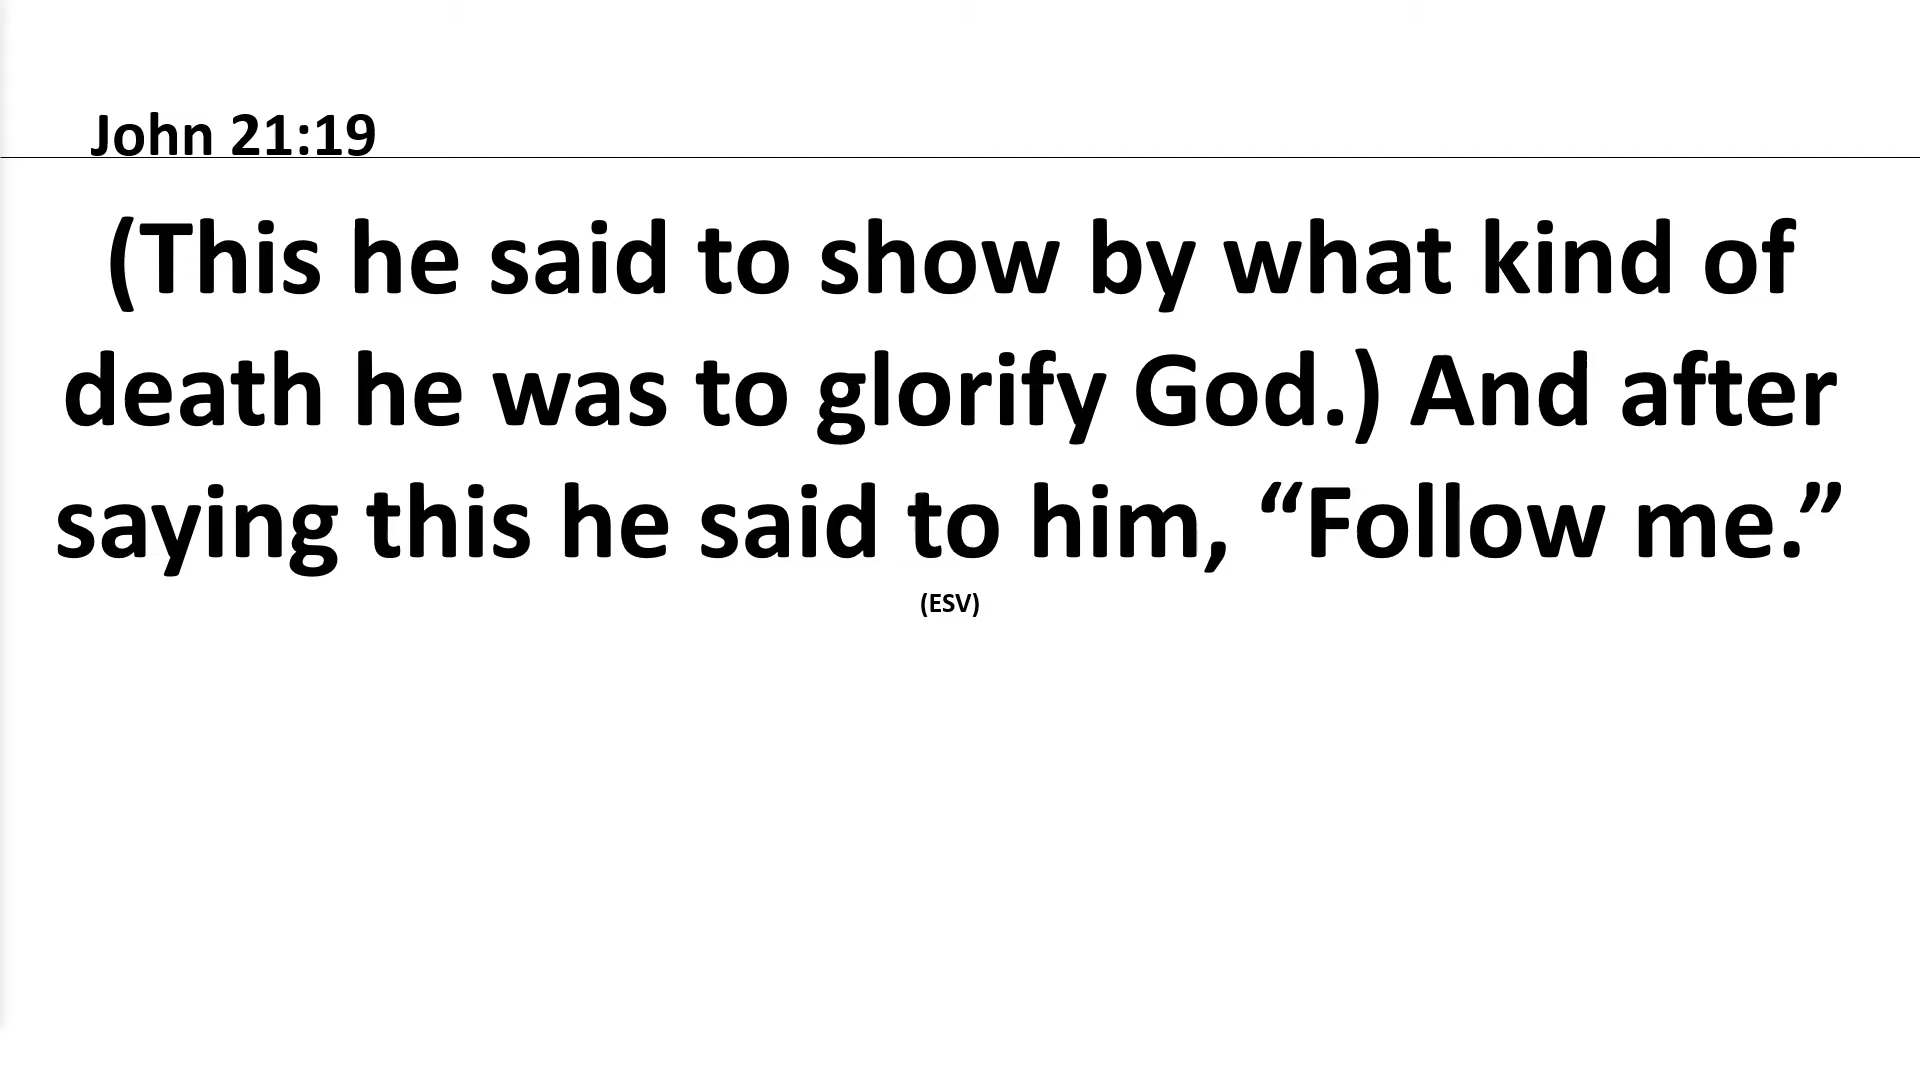 John 21:19
(This he said to show by what kind of
death he was to glorify God.) And after
saying this he said to him, “Follow me.”
(ESV)